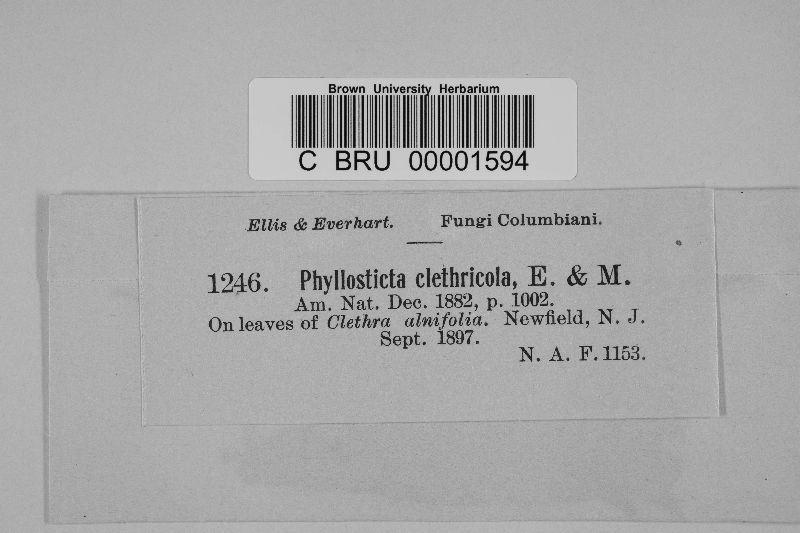 Brown University Herbarium
C BRU 00001594
Ellis & Everhart. Fungi Columbiani.
1246. Phyllosticta clethricola, E. & M.
Am. Nat. Dec. 1882, p. 1002.
On leaves of Clethra alnifolia. Newfield, N. J.
Sept. 1897.
N. A. F. 1153.